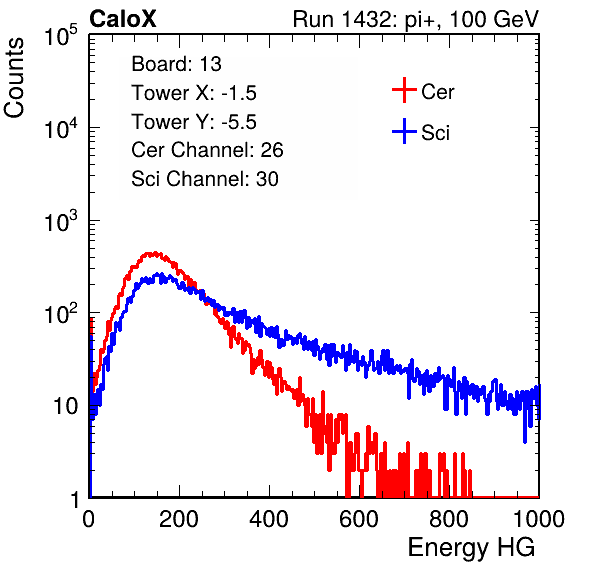 CaloX Run 1432: pi+, 100 GeV
Board: 13
Tower X: -1.5
Tower Y: -5.5
Cer Channel: 26
Sci Channel: 30
Cer
Sci
Counts
10^5
10^4
10^3
10^2
10
1
0 200 400 600 800 1000
Energy HG